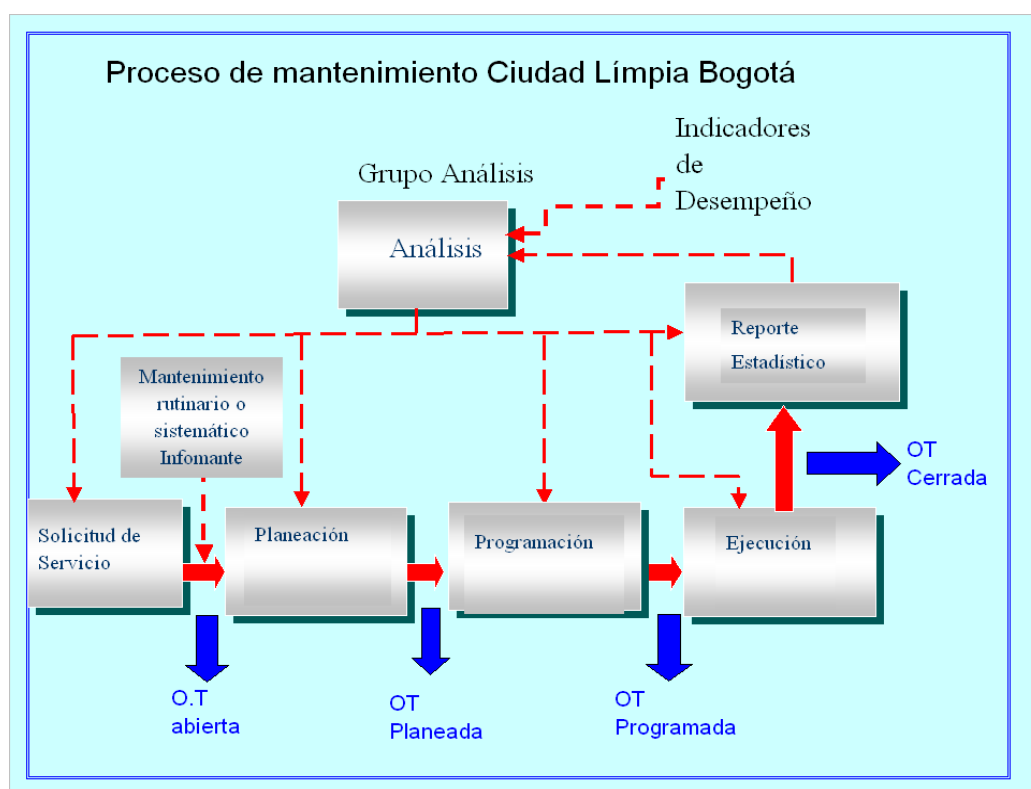 Proceso de mantenimiento Ciudad Límpia Bogotá
Indicadores
de
Desempeño
Grupo Análisis
Análisis
Reporte
Estadístico
Mantenimiento
rutinario o
sistemático
Infomante
OT
Cerrada
Solicitud de
Servicio
Planeación
Programación
Ejecución
O.T
abierta
OT
Planeada
OT
Programada